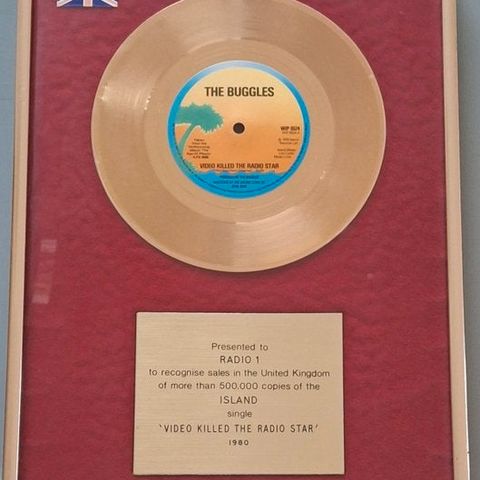 THE BUGGLES
WIP 6524
VIDEO KILLED THE RADIO STAR
Presented to
RADIO 1
to recognise sales in the United Kingdom
of more than 500,000 copies of the
ISLAND
single
'VIDEO KILLED THE RADIO STAR'
1980